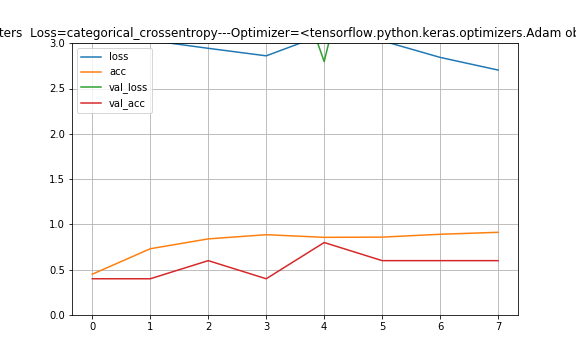 ters Loss=categorical_crossentropy---Optimizer=<tensorflow.python.keras.optimizers.Adam ob
3.0
2.5
2.0
1.5
1.0
0.5
0.0
loss
acc
val_loss
val_acc
0 1 2 3 4 5 6 7